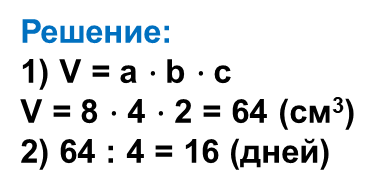 Решение:
1) V = a · b · c
V = 8 · 4 · 2 = 64 (см³)
2) 64 : 4 = 16 (дней)